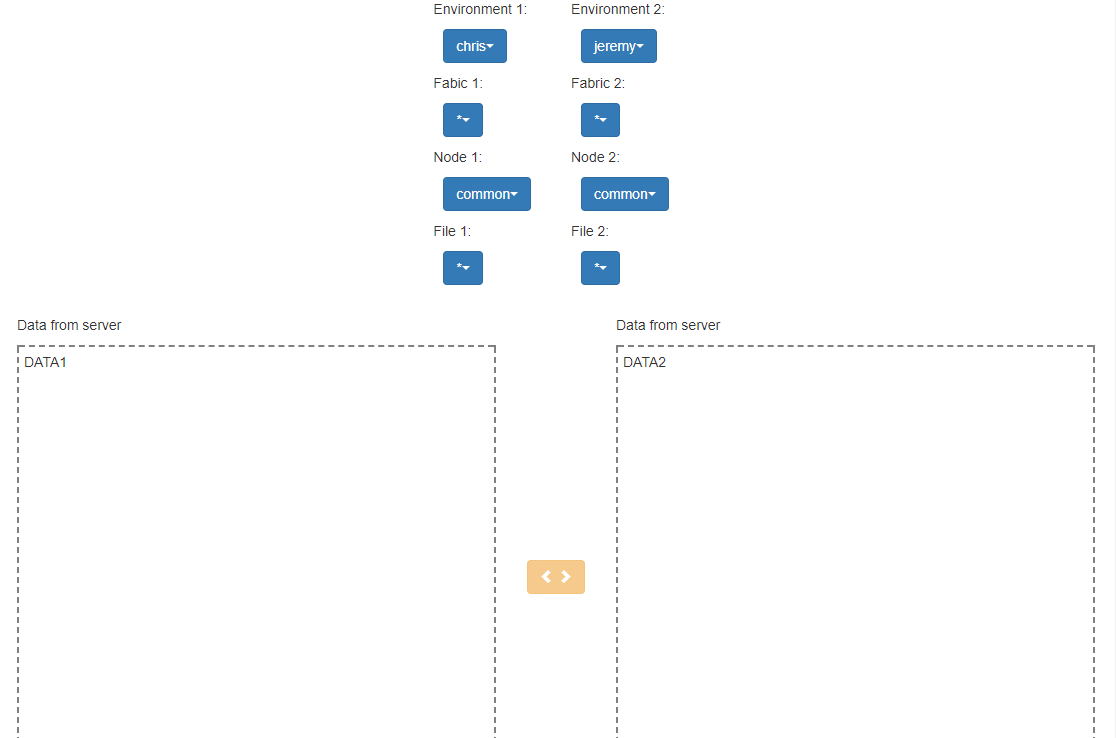 Environment 1: Environment 2:
chris jeremy
Fabic 1: Fabric 2:
* *
Node 1: Node 2:
common common
File 1: File 2:
* *
Data from server Data from server
DATA1 DATA2